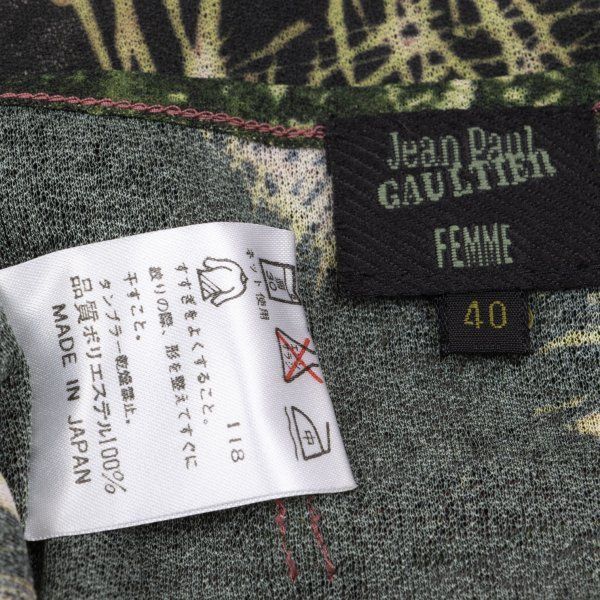 Jean Paul
GAULTIER
FEMME
40
ネット使用
118
すすぎをよくすること。
絞りの際、形を整えてすぐに
干すこと。
タンブラー乾燥禁止。
品質ポリエステル100%
MADE IN JAPAN
40
中